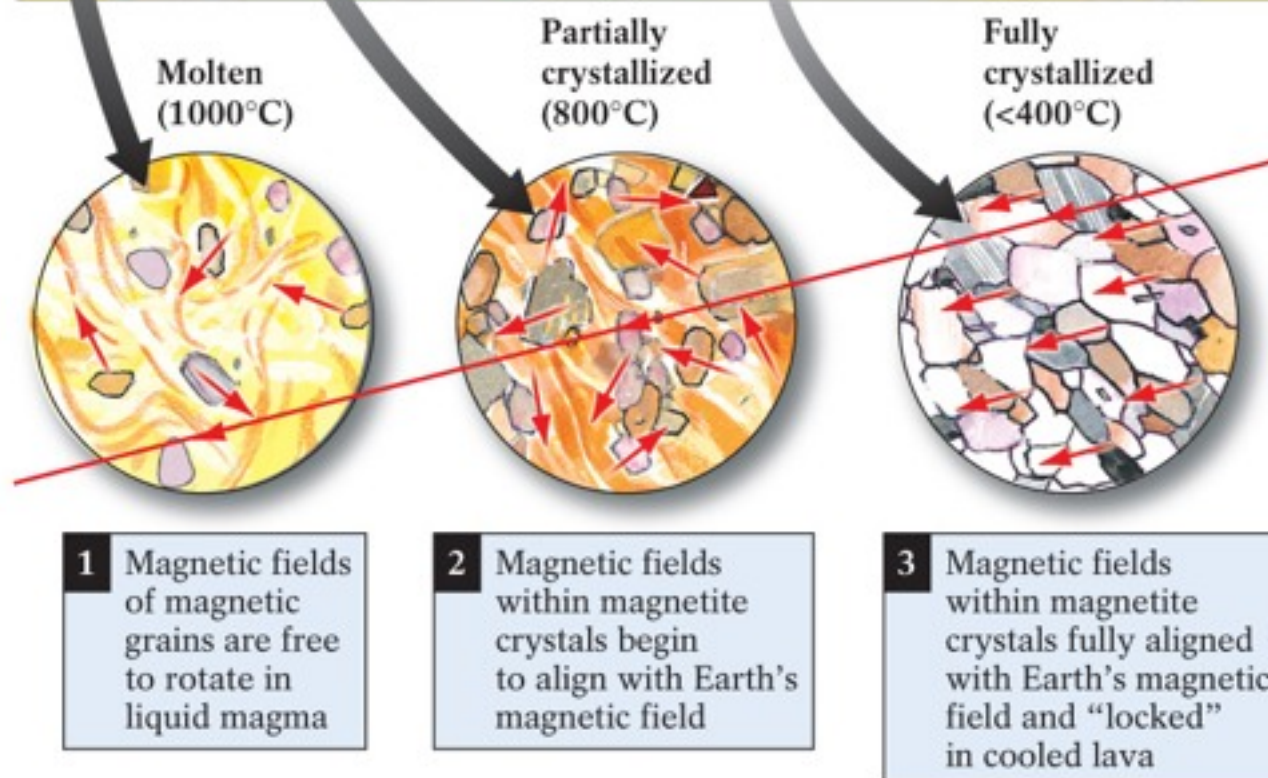 Molten
(1000°C)
Partially
crystallized
(800°C)
Fully
crystallized
(<400°C)
1 Magnetic fields
of magnetic
grains are free
to rotate in
liquid magma
2 Magnetic fields
within magnetite
crystals begin
to align with Earth's
magnetic field
3 Magnetic fields
within magnetite
crystals fully aligned
with Earth's magnetic
field and “locked”
in cooled lava